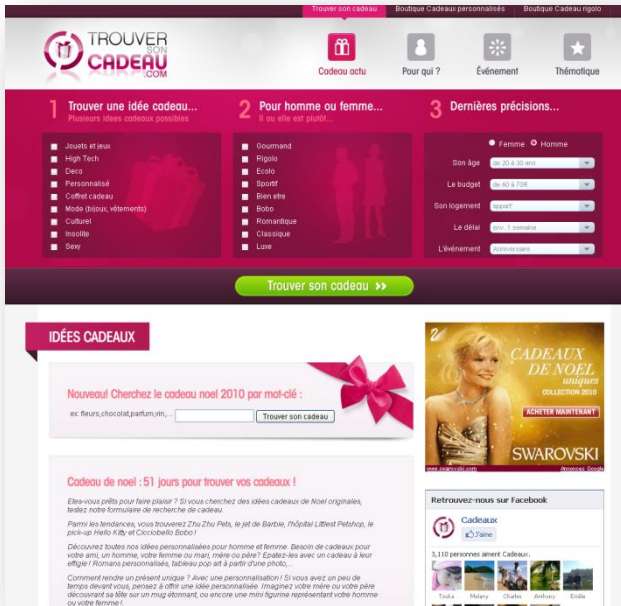 Trouver son cadeau
Boutique Cadeaux personnalisés
Boutique Cadeau rigolo
TROUVER
SON
CADEAU
.COM
Cadeau actu
Pour qui ?
Événement
Thématique
1 Trouver une idée cadeau...
Plusieurs idees cadeaux possibles
Jouets et jeux
High Tech
Deco
Personnalisé
Coffret cadeau
Mode (bijoux, vêtements)
Culturel
Insolite
Sexy
2 Pour homme ou femme...
Il ou elle est plutôt...
Gourmand
Rigolo
Ecolo
Sportif
Bien etre
Bobo
Romantique
Classique
Luxe
3 Dernières précisions...
Femme Homme
Son âge de 20 à 30 ans
Le budget de 40 à 70€
Son logement appart'
Le délai env. 1 semaine
L'événement Anniversaire
Trouver son cadeau >>
IDÉES CADEAUX
Nouveau! Cherchez le cadeau noel 2010 par mot-clé :
ex: fleurs,chocolat,parfum,vin,... Trouver son cadeau
Cadeau de noel : 51 jours pour trouver vos cadeaux !
Etes-vous prêts pour faire plaisir ? Si vous cherchez des idées cadeaux de Noel originales,
testez notre formulaire de recherche de cadeau.
Parmi les tendances, vous trouverez Zhu Zhu Pets, le jet de Barbie, l'hôpital Littlest Petshop, le
pick-up Hello Kitty et Cicciobello Bobo !
Découvrez toutes nos idées personnalisées pour homme et femme. Besoin de cadeaux pour
votre ami, un homme, votre femme ou mari, mère ou père? Epatez-les avec un cadeau à leur
effigie ! Romans personnalisés, tableau pop art à partir d'une photo,...
Comment rendre un présent unique ? Avec une personnalisation ! Si vous avez un peu de
temps devant vous, pensez à offrir une idée personnalisée. Imaginez votre mère ou votre père
découvrant sa tête sur un mug étonnant, ou encore une mini figurine représentant votre homme
ou votre femme !
CADEAUX
DE NOEL
uniques
COLLECTION 2010
ACHETER MAINTENANT
SWAROVSKI
www.swarovski.com
Annonces Google
Retrouvez-nous sur Facebook
Cadeaux
J'aime
3,110 personnes aiment Cadeaux.
Melany
Charles
Anthony
Emilie